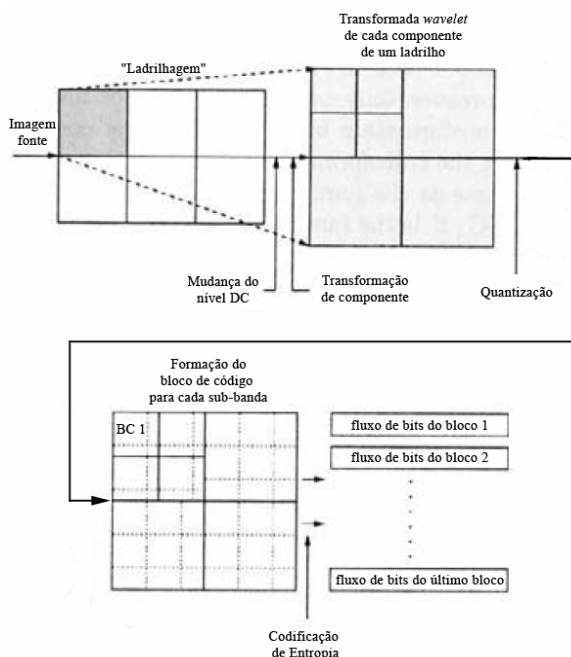 Transformada wavelet
de cada componente
de um ladrilho
"Ladrilhagem"
Imagem
fonte
Mudança do
nível DC
Transformação
de componente
Quantização
Formação do
bloco de código
para cada sub-banda
BC 1
fluxo de bits do bloco 1
fluxo de bits do bloco 2
fluxo de bits do último bloco
Codificação
de Entropia